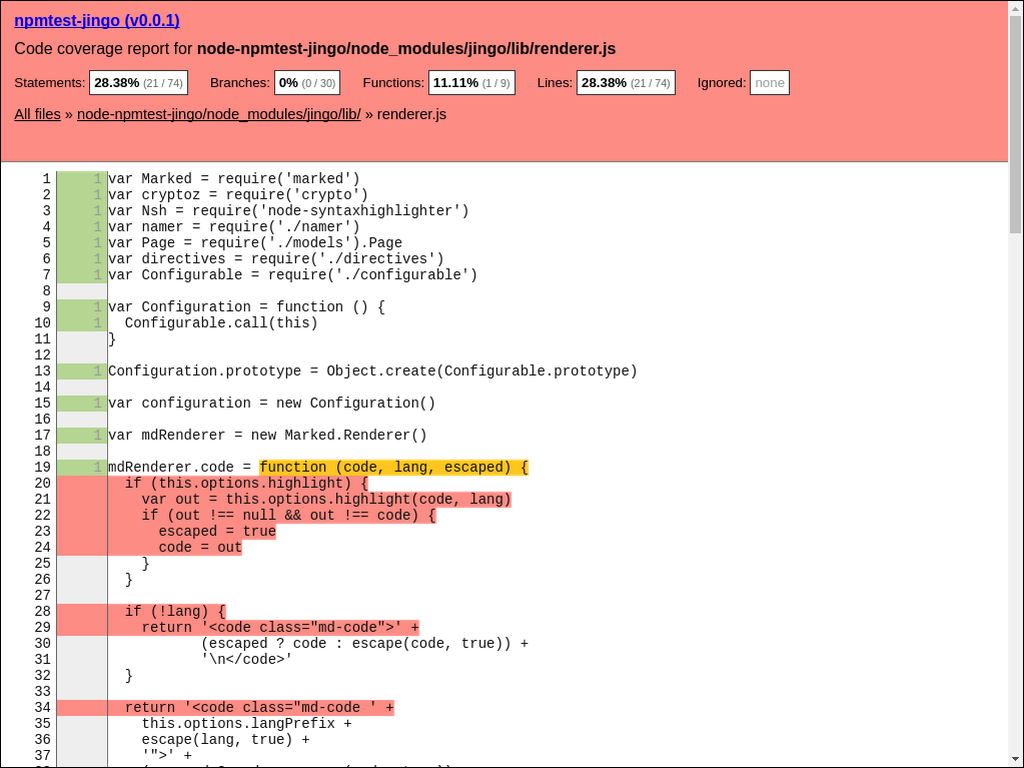 npmtest-jingo (v0.0.1)
Code coverage report for node-npmtest-jingo/node_modules/jingo/lib/renderer.js
Statements: 28.38% (21 / 74) Branches: 0% (0 / 30) Functions: 11.11% (1 / 9) Lines: 28.38% (21 / 74) Ignored: none
All files » node-npmtest-jingo/node_modules/jingo/lib/ » renderer.js
1 1 var Marked = require('marked')
2 1 var cryptoz = require('crypto')
3 1 var Nsh = require('node-syntaxhighlighter')
4 1 var namer = require('./namer')
5 1 var Page = require('./models').Page
6 1 var directives = require('./directives')
7 1 var Configurable = require('./configurable')
8
9 1 var Configuration = function () {
10 1 Configurable.call(this)
11 }
12
13 1 Configuration.prototype = Object.create(Configurable.prototype)
14
15 1 var configuration = new Configuration()
16
17 1 var mdRenderer = new Marked.Renderer()
18
19 1 mdRenderer.code = function (code, lang, escaped) {
20 if (this.options.highlight) {
21 var out = this.options.highlight(code, lang)
22 if (out !== null && out !== code) {
23 escaped = true
24 code = out
25 }
26 }
27
28 if (!lang) {
29 return '<code class="md-code">' +
30 (escaped ? code : escape(code, true)) +
31 '\n</code>'
32 }
33
34 return '<code class="md-code ' +
35 this.options.langPrefix +
36 escape(lang, true) +
37 '">' +